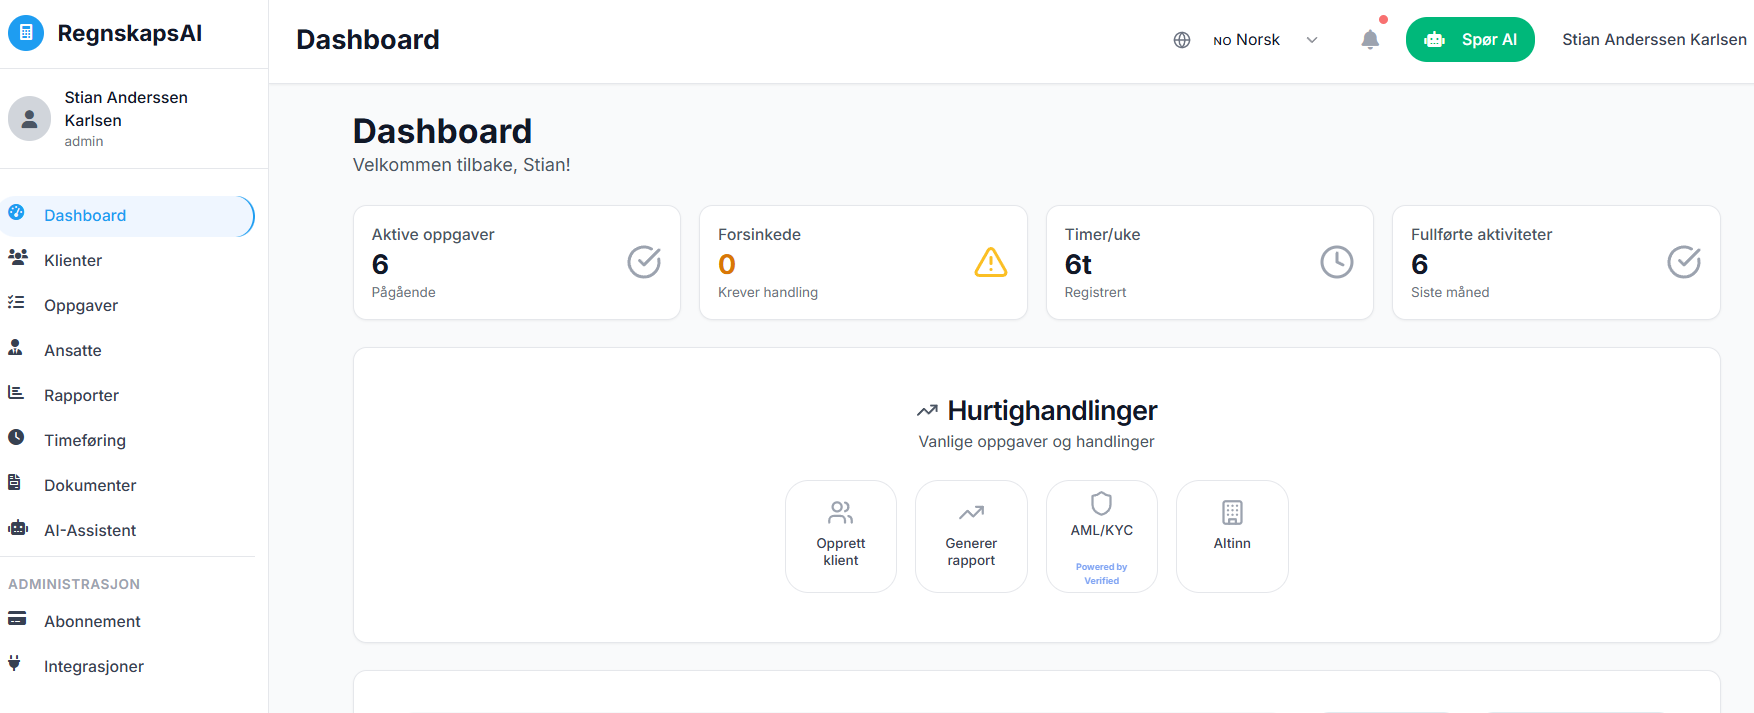 RegnskapsAI
Stian Anderssen
Karlsen
admin
Dashboard
Klienter
Oppgaver
Ansatte
Rapporter
Timeføring
Dokumenter
AI-Assistent
ADMINISTRASJON
Abonnement
Integrasjoner
Dashboard
NO Norsk
Spør AI
Stian Anderssen Karlsen
Dashboard
Velkommen tilbake, Stian!
Aktive oppgaver
6
Pågående
Forsinkede
0
Krever handling
Timer/uke
6t
Registrert
Fullførte aktiviteter
6
Siste måned
Hurtighandlinger
Vanlige oppgaver og handlinger
Opprett
klient
Generer
rapport
AML/KYC
Powered by
Verified
Altinn